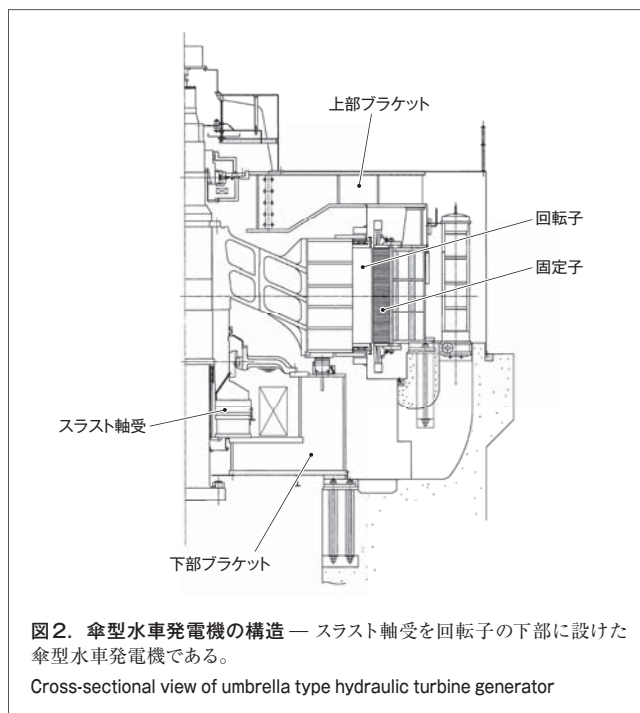 上部ブラケット
回転子
固定子
スラスト軸受
下部ブラケット
図2. 傘型水車発電機の構造 — スラスト軸受を回転子の下部に設けた
傘型水車発電機である。
Cross-sectional view of umbrella type hydraulic turbine generator